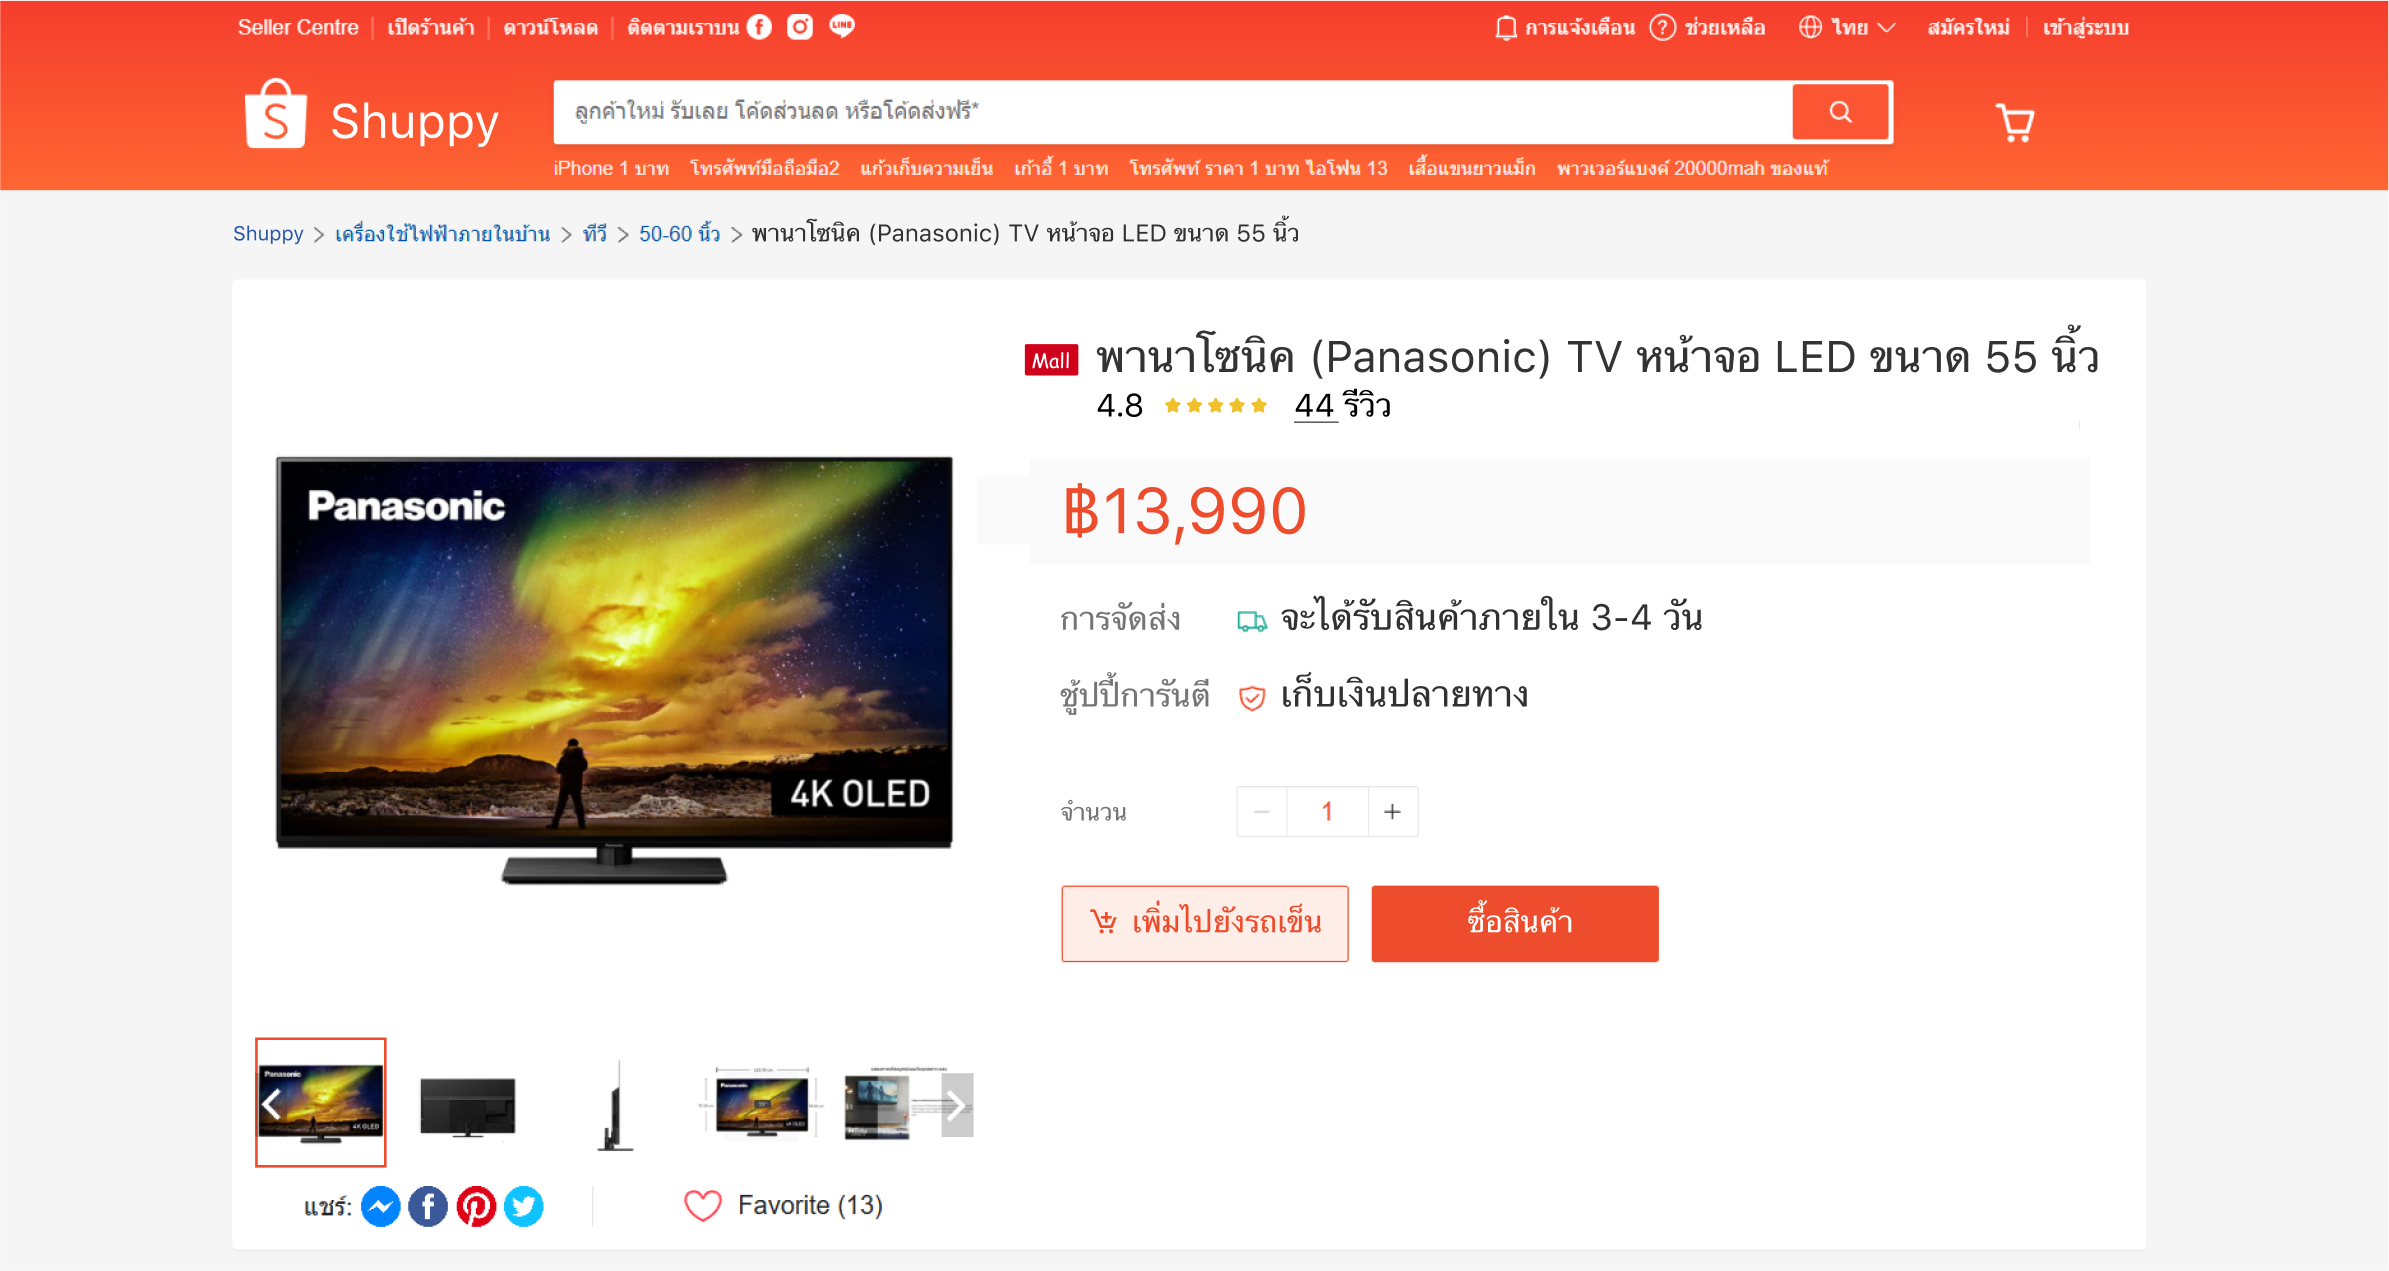 Seller Centre เปิดร้านค้า ดาวน์โหลด ติดตามเราบน LINE การแจ้งเตือน ช่วยเหลือ ไทย สมัครใหม่ เข้าสู่ระบบ
S Shuppy
ลูกค้าใหม่ รับเลย โค้ดส่วนลด หรือโค้ดส่งฟรี*
iPhone 1 บาท โทรศัพท์มือถือมือ2 แก้วเก็บความเย็น เก้าอี้ 1 บาท โทรศัพท์ ราคา 1 บาท ไอโฟน 13 เสื้อแขนยาวแม็ก พาวเวอร์แบงค์ 20000mah ของแท้
Shuppy > เครื่องใช้ไฟฟ้าภายในบ้าน > ทีวี > 50-60 นิ้ว > พานาโซนิค (Panasonic) TV หน้าจอ LED ขนาด 55 นิ้ว
Mall พานาโซนิค (Panasonic) TV หน้าจอ LED ขนาด 55 นิ้ว
4.8 44 รีวิว
Panasonic
4K OLED
฿13,990
การจัดส่ง จะได้รับสินค้าภายใน 3-4 วัน
ชู้ปปี้การันตี เก็บเงินปลายทาง
จำนวน − 1 +
เพิ่มไปยังรถเข็น ซื้อสินค้า
Panasonic
4K OLED
Panasonic
55"
4K OLED
แชร์: Favorite (13)